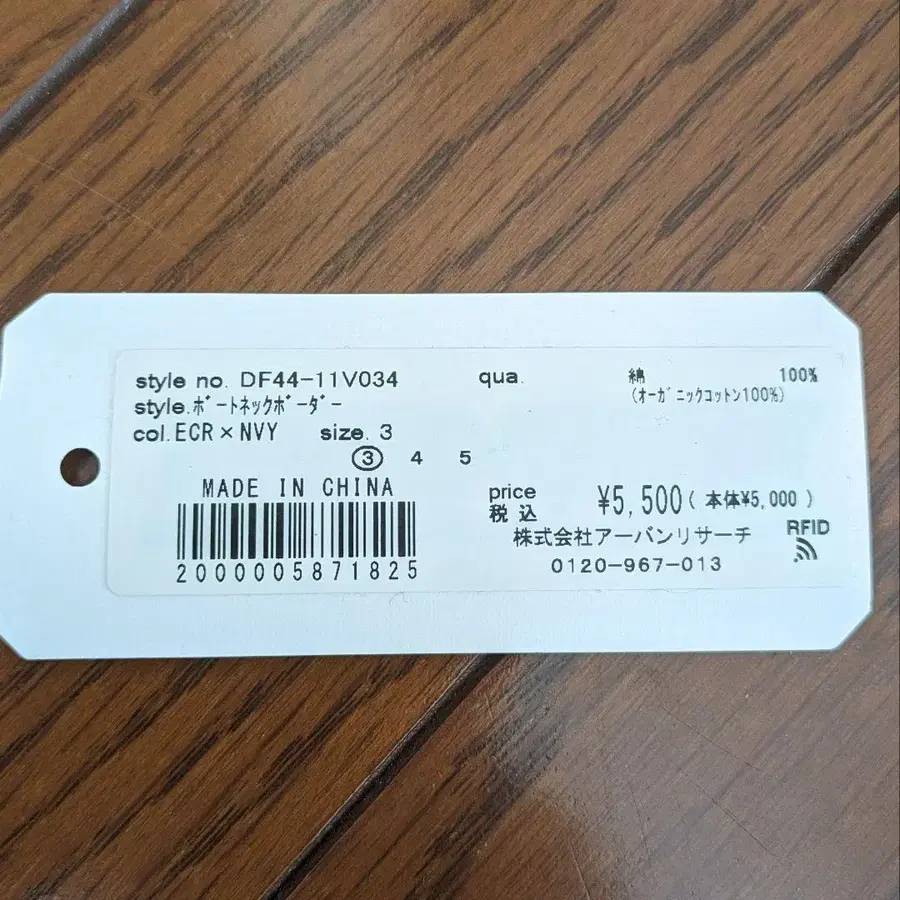 style no. DF44-11V034
qua. 綿 100%
style.ﾎﾞｰﾄﾈｯｸﾎﾞｰﾀﾞｰ
(ｵｰｶﾞﾆｯｸｺｯﾄﾝ100%)
col.ECR×NVY size. 3
③ 4 5
MADE IN CHINA
2000005871825
price
税込 ¥5,500(本体¥5,000)
株式会社アーバンリサーチ
0120-967-013
RFID